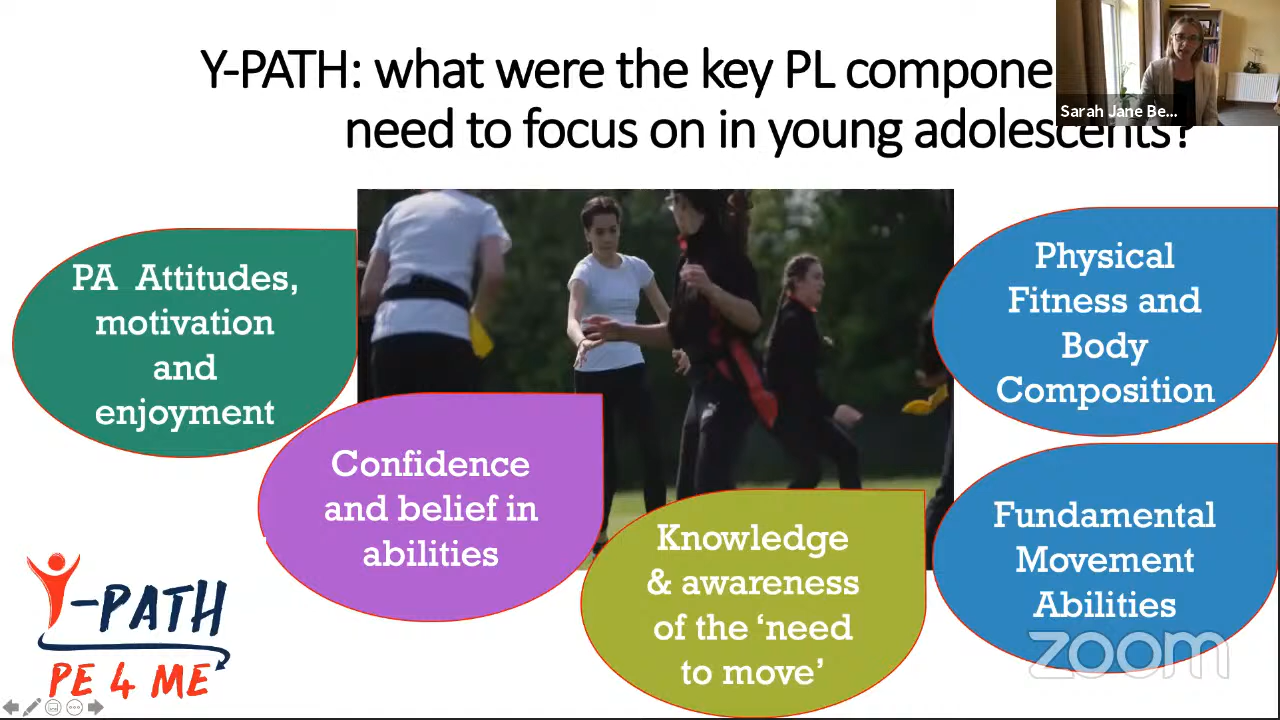 Y-PATH: what were the key PL compone
need to focus on in young adolescents?
Sarah Jane Be...
PA Attitudes,
motivation
and
enjoyment
Confidence
and belief in
abilities
Knowledge
& awareness
of the ‘need
to move’
Physical
Fitness and
Body
Composition
Fundamental
Movement
Abilities
Y-PATH
PE 4 ME
zoom